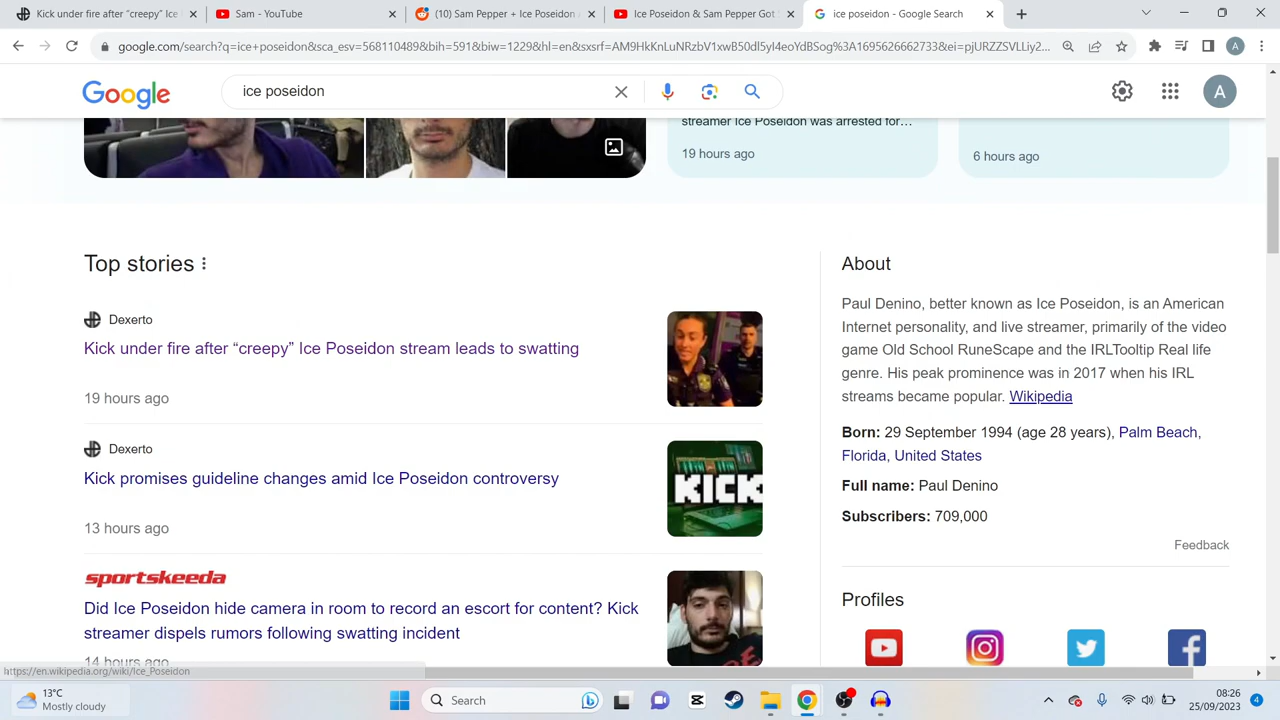 Kick under fire after “creepy” Ice
Sam - YouTube
(10) Sam Pepper + Ice Poseidon
Ice Poseidon & Sam Pepper Got
ice poseidon - Google Search
google.com/search?q=ice+poseidon&sca_esv=568110489&bih=591&biw=1229&hl=en&sxsrf=AM9HkKnLuNRzbV1xwB50dl5yI4eoYdBSog%3A1695626662733&ei=pjURZZSVLLiy2...
A
Google
ice poseidon
A
streamer Ice Poseidon was arrested for…
19 hours ago
6 hours ago
Top stories
Dexerto
Kick under fire after “creepy” Ice Poseidon stream leads to swatting
19 hours ago
Dexerto
Kick promises guideline changes amid Ice Poseidon controversy
KICK
13 hours ago
sportskeeda
Did Ice Poseidon hide camera in room to record an escort for content? Kick
streamer dispels rumors following swatting incident
14 hours ago
About
Paul Denino, better known as Ice Poseidon, is an American
Internet personality, and live streamer, primarily of the video
game Old School RuneScape and the IRLTooltip Real life
genre. His peak prominence was in 2017 when his IRL
streams became popular. Wikipedia
Born: 29 September 1994 (age 28 years), Palm Beach,
Florida, United States
Full name: Paul Denino
Subscribers: 709,000
Feedback
Profiles
https://en.wikipedia.org/wiki/Ice_Poseidon
13°C
Mostly cloudy
Search
08:26
25/09/2023
4